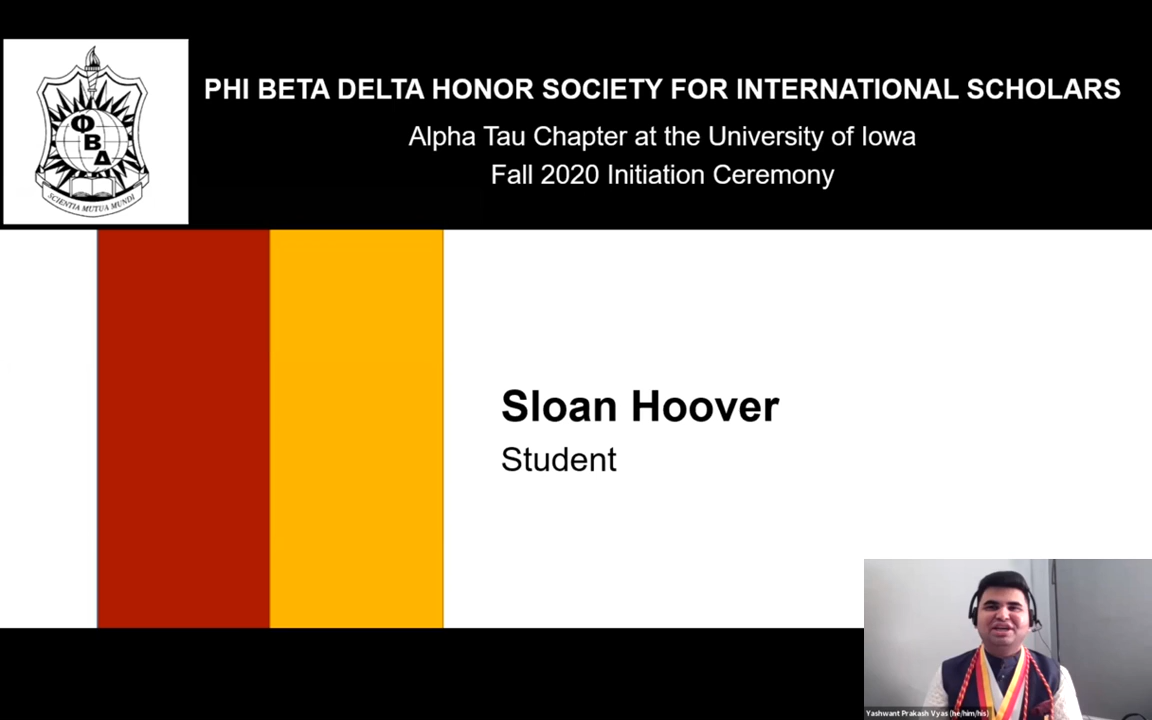 PHI BETA DELTA HONOR SOCIETY FOR INTERNATIONAL SCHOLARS
Alpha Tau Chapter at the University of Iowa
Fall 2020 Initiation Ceremony
Φ
Β
Δ
SCIENTIA MUTUA MUNDI
Sloan Hoover
Student
Yashwant Prakash Vyas (he/him/his)